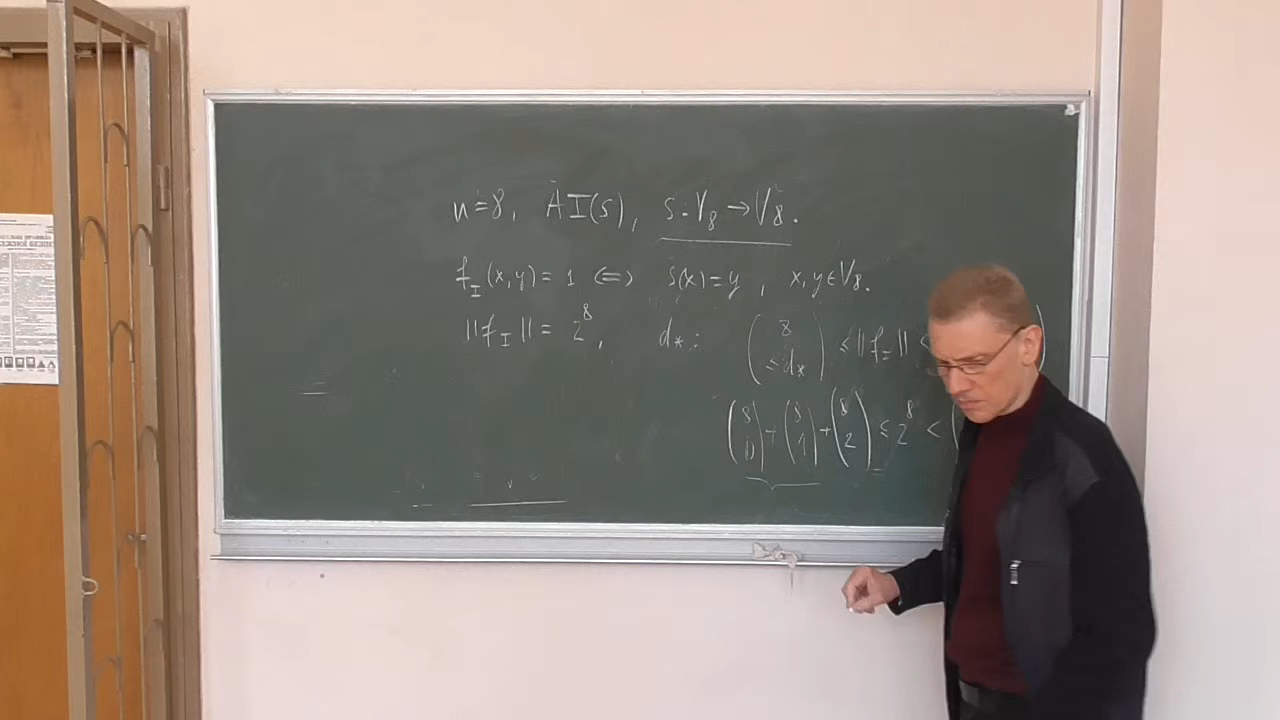 n=8, AI(s), s: V₈ → V₈.
f_I(x,y) = 1 ⟺ s(x)=y, x,y∈V₈.
||f_I|| = 2⁸, d*: (8 ≤d*) ≤ ||f_I|| <
(8 0)+(8 1)+(8 2) ≤ 2⁸ < (